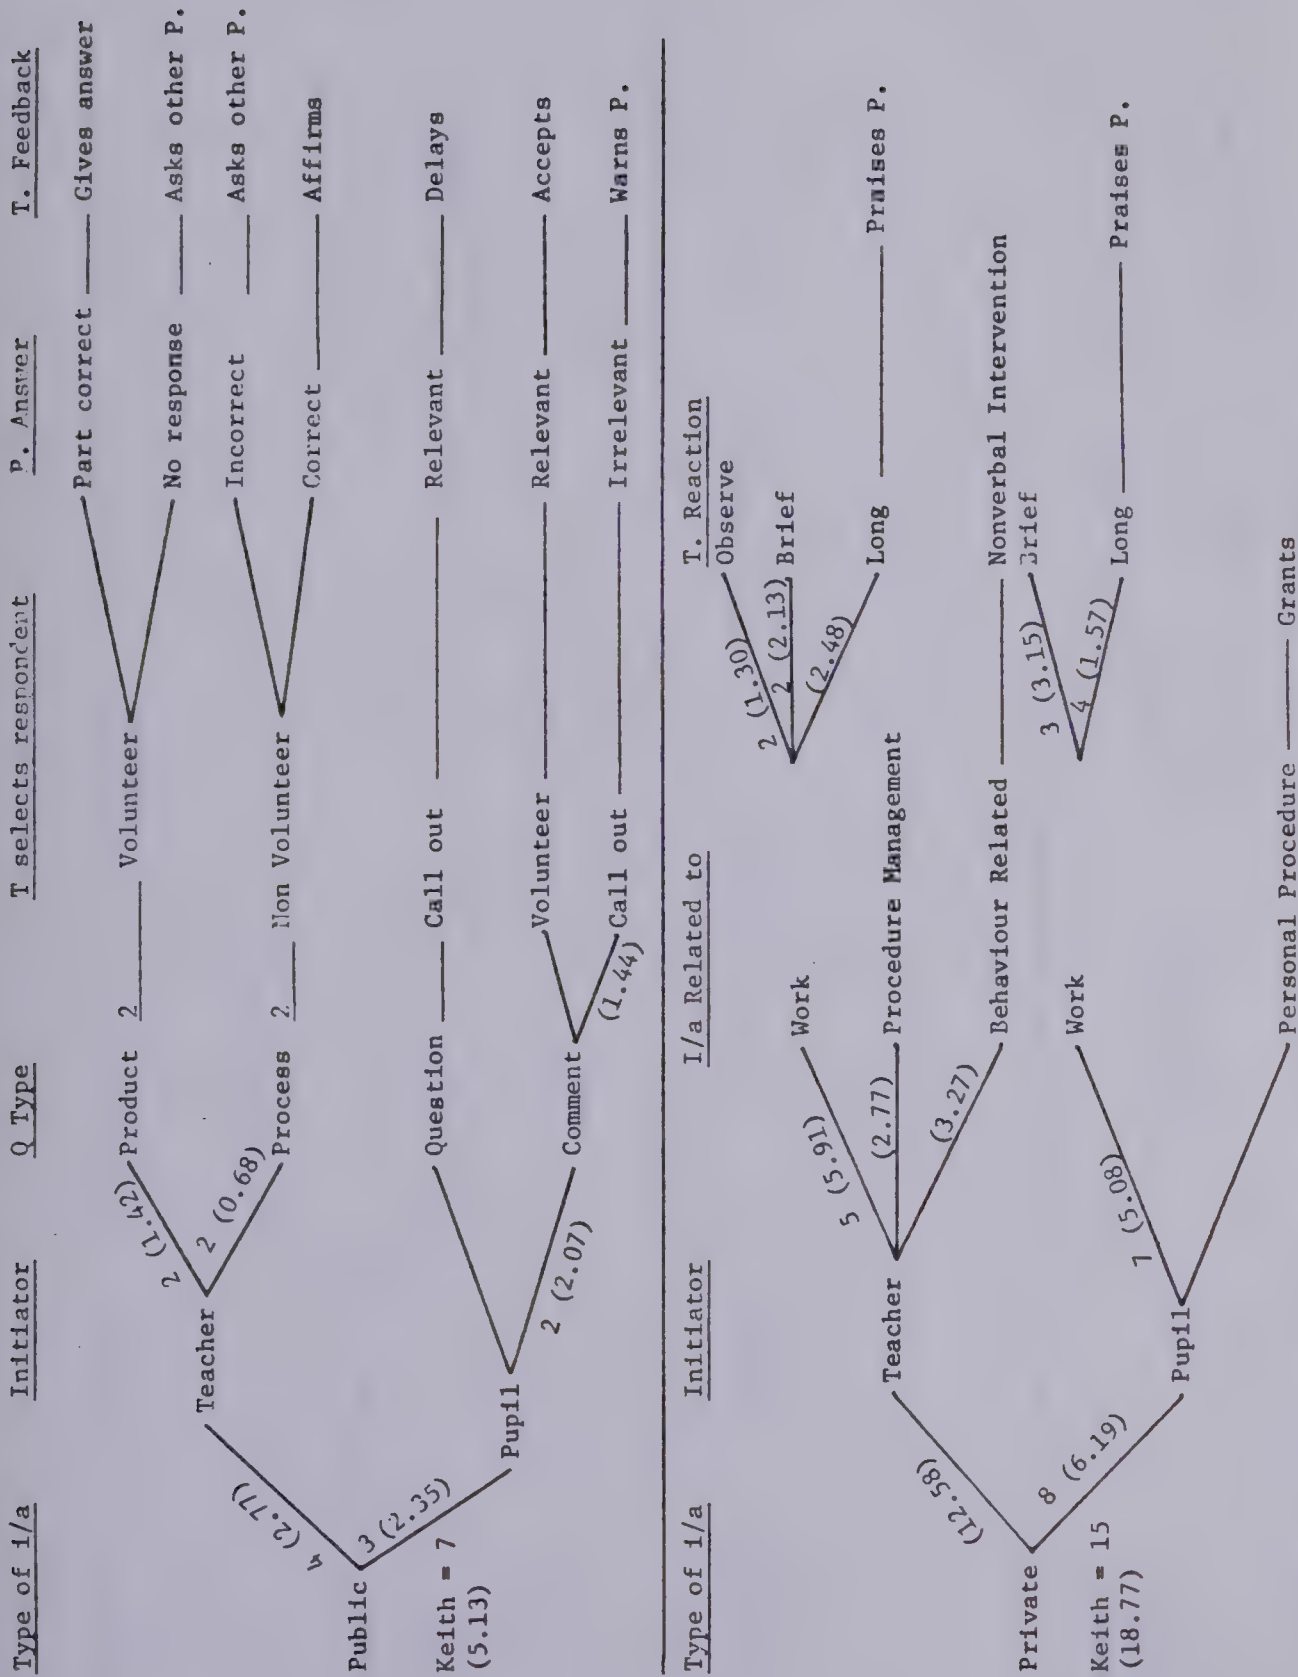 Type of i/a Initiator Q Type T selects respondent P. Answer T. Feedback
Part correct Gives answer
2 (1.42) Product 2 Volunteer
No response Asks other P.
Teacher
2 (0.68) Process 2 Non Volunteer
Incorrect Asks other P.
Correct Affirms
4 (2.77)
Public
3 (2.35)
Keith = 7
(5.13)
Question Call out Relevant Delays
Pupil
2 (2.07) Comment
Volunteer Relevant Accepts
(1.44) Call out Irrelevant Warns P.
Type of i/a Initiator I/a Related to T. Reaction
Observe
2 (1.30)
5 (5.91) Work 2 (2.13) Brief
(2.48) Long Praises P.
Teacher (2.77) Procedure Management
(3.27) Behaviour Related Nonverbal Intervention
(12.58)
Private
8 (6.19)
Keith = 15
(18.77)
3 (3.15) Brief
7 (5.08) Work
4 (1.57) Long Praises P.
Pupil
Personal Procedure Grants